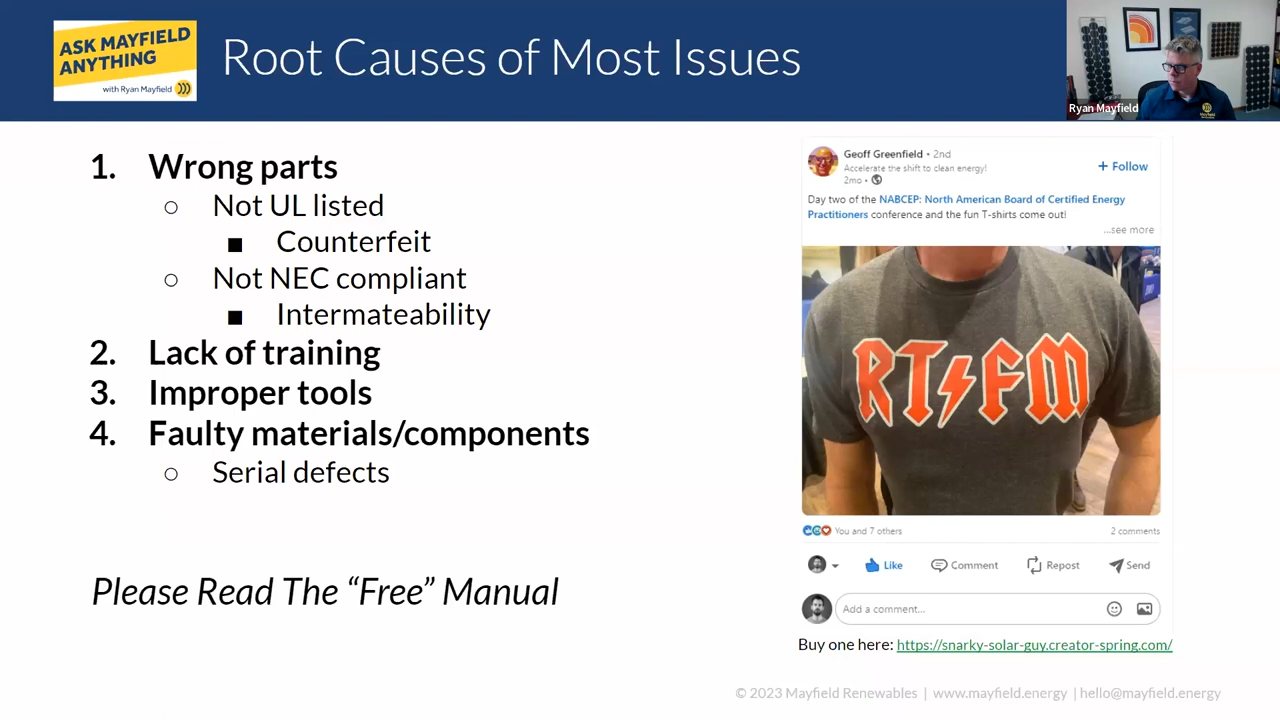 ASK MAYFIELD
ANYTHING
with Ryan Mayfield
Root Causes of Most Issues
Ryan Mayfield
1. Wrong parts
○ Not UL listed
■ Counterfeit
○ Not NEC compliant
■ Intermateability
2. Lack of training
3. Improper tools
4. Faulty materials/components
○ Serial defects
Please Read The “Free” Manual
Geoff Greenfield • 2nd
Accelerate the shift to clean energy!
2mo •
+ Follow
Day two of the NABCEP: North American Board of Certified Energy
Practitioners conference and the fun T-shirts come out!
...see more
RTFM
You and 7 others
2 comments
Like Comment Repost Send
Add a comment...
Buy one here: https://snarky-solar-guy.creator-spring.com/
© 2023 Mayfield Renewables | www.mayfield.energy | hello@mayfield.energy